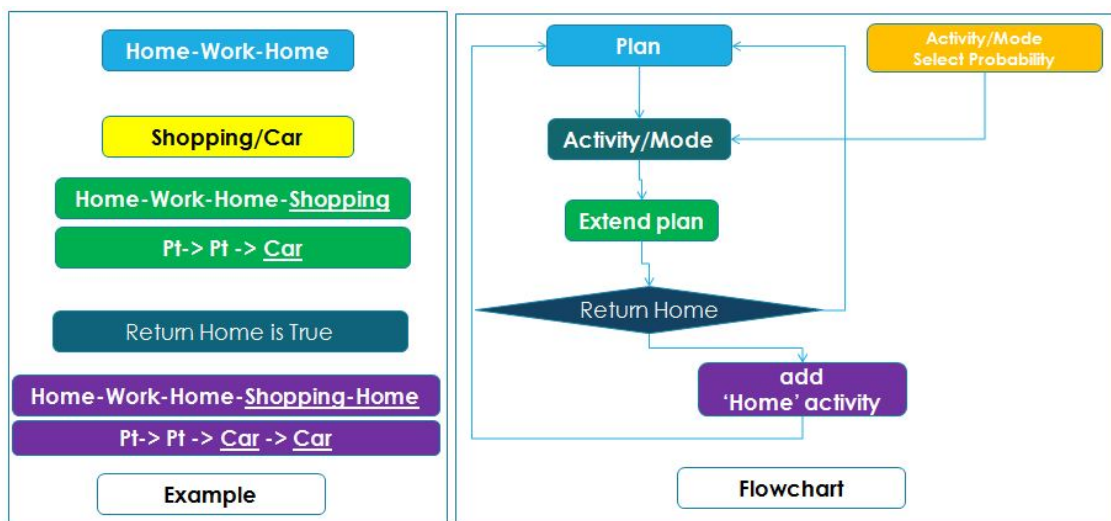 Home-Work-Home
Shopping/Car
Home-Work-Home-Shopping
Pt-> Pt -> Car
Return Home is True
Home-Work-Home-Shopping-Home
Pt-> Pt -> Car -> Car
Example
Plan
Activity/Mode
Select Probability
Activity/Mode
Extend plan
Return Home
add
‘Home’ activity
Flowchart